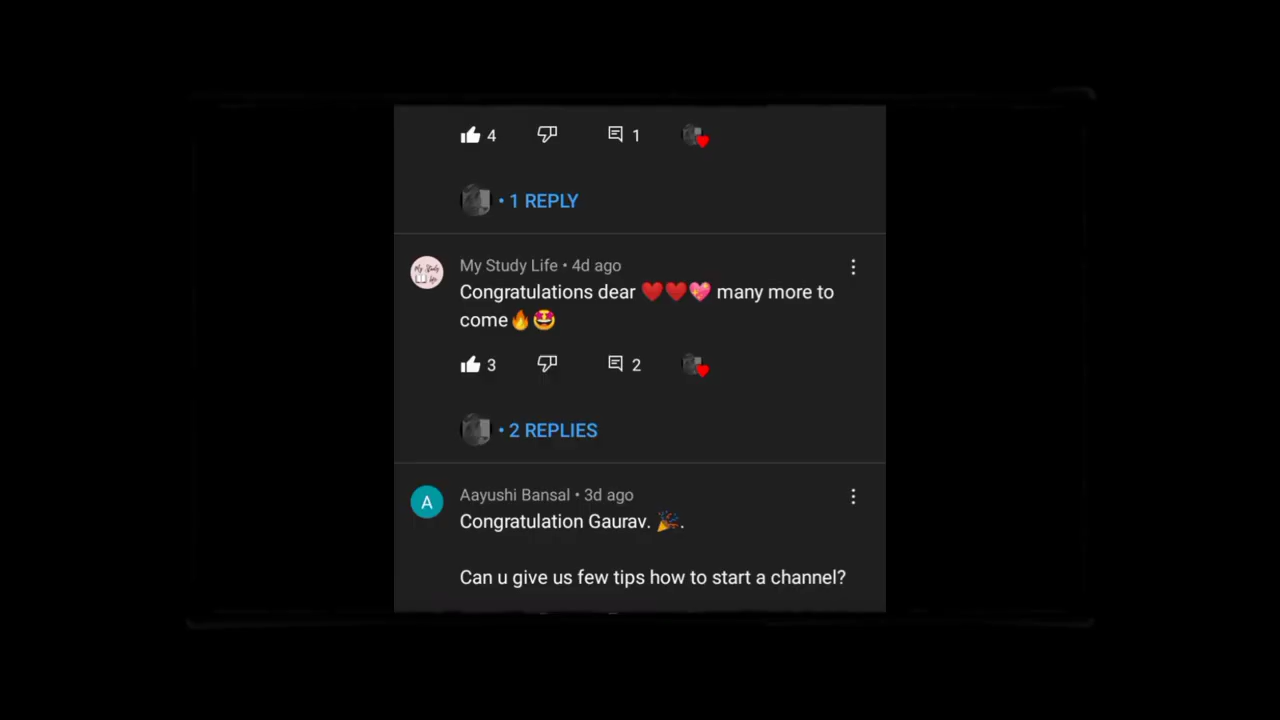 4 1
• 1 REPLY
My Study Life • 4d ago
Congratulations dear ❤️❤️💖 many more to
come🔥🤩
3 2
• 2 REPLIES
A
Aayushi Bansal • 3d ago
Congratulation Gaurav. 🎉.
Can u give us few tips how to start a channel?